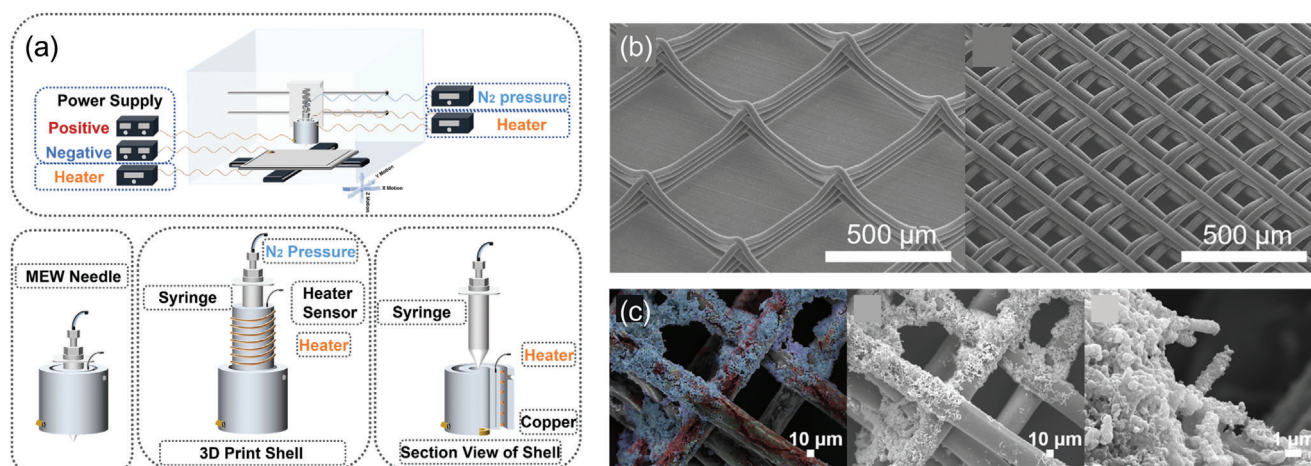 (a)
Power Supply
Positive
Negative
Heater
N₂ pressure
Heater
Y Motion
X Motion
Z Motion
MEW Needle
N₂ Pressure
Syringe
Heater
Sensor
Heater
3D Print Shell
Syringe
Heater
Copper
Section View of Shell
(b)
500 µm
500 µm
(c)
10 µm
10 µm
1 µm